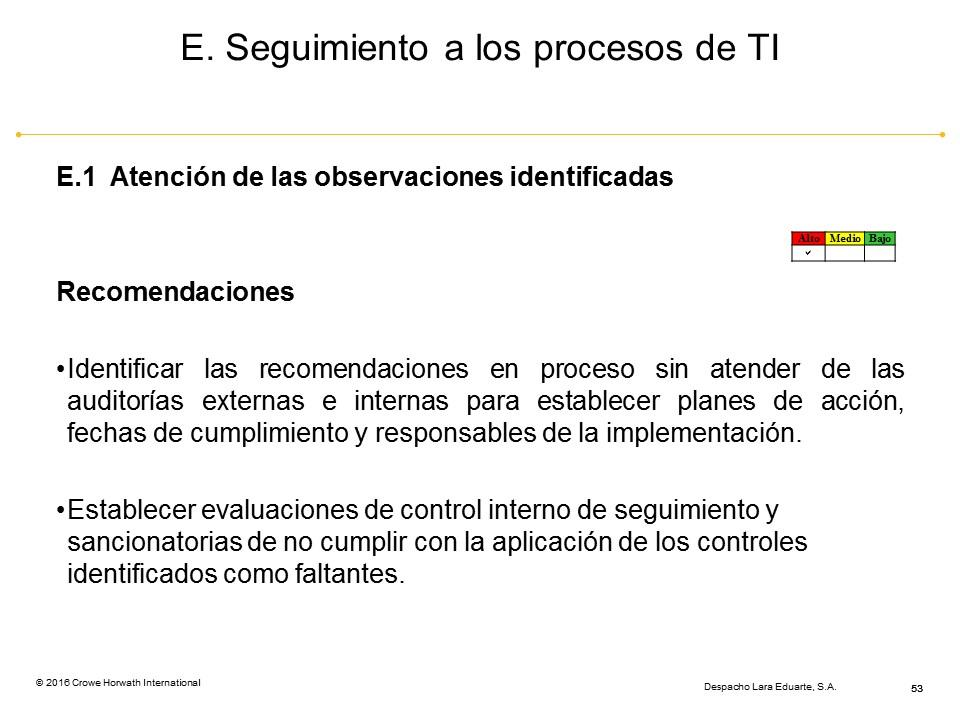 E. Seguimiento a los procesos de TI
E.1 Atención de las observaciones identificadas
Alto Medio Bajo
✓
Recomendaciones
•Identificar las recomendaciones en proceso sin atender de las
auditorías externas e internas para establecer planes de acción,
fechas de cumplimiento y responsables de la implementación.
•Establecer evaluaciones de control interno de seguimiento y
sancionatorias de no cumplir con la aplicación de los controles
identificados como faltantes.
© 2016 Crowe Horwath International
Despacho Lara Eduarte, S.A.
53